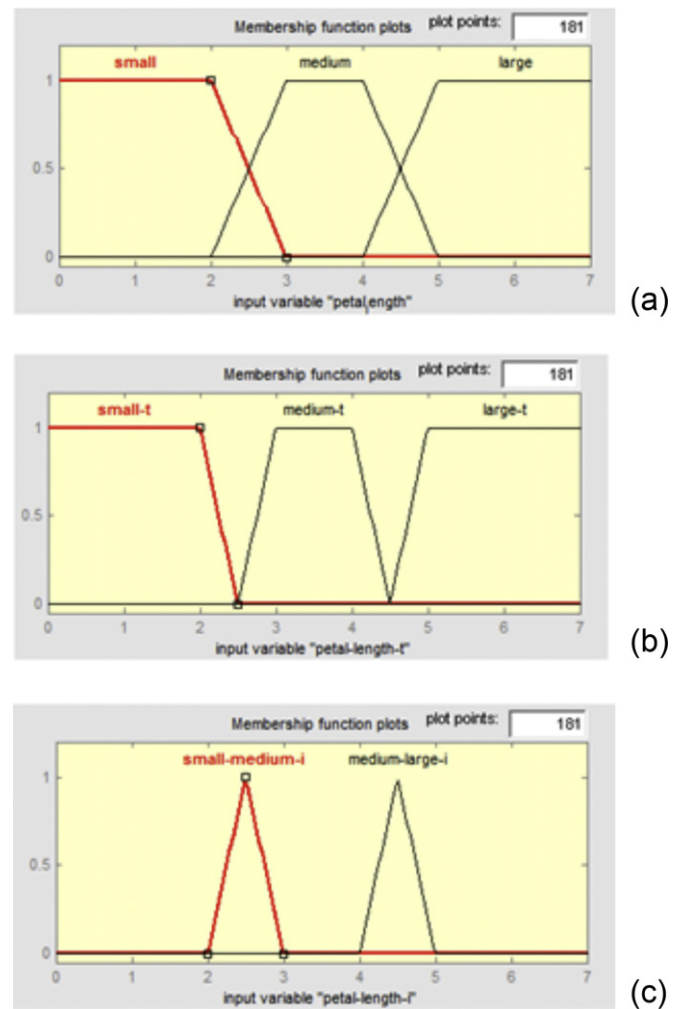 Membership function plots plot points: 181
small medium large
1
0.5
0
0 1 2 3 4 5 6 7
input variable "petalength"
(a)
Membership function plots plot points: 181
small-t medium-t large-t
1
0.5
0
0 1 2 3 4 5 6 7
input variable "petal-length-t"
(b)
Membership function plots plot points: 181
small-medium-i medium-large-i
1
0.5
0
0 1 2 3 4 5 6 7
input variable "petal-length-i"
(c)